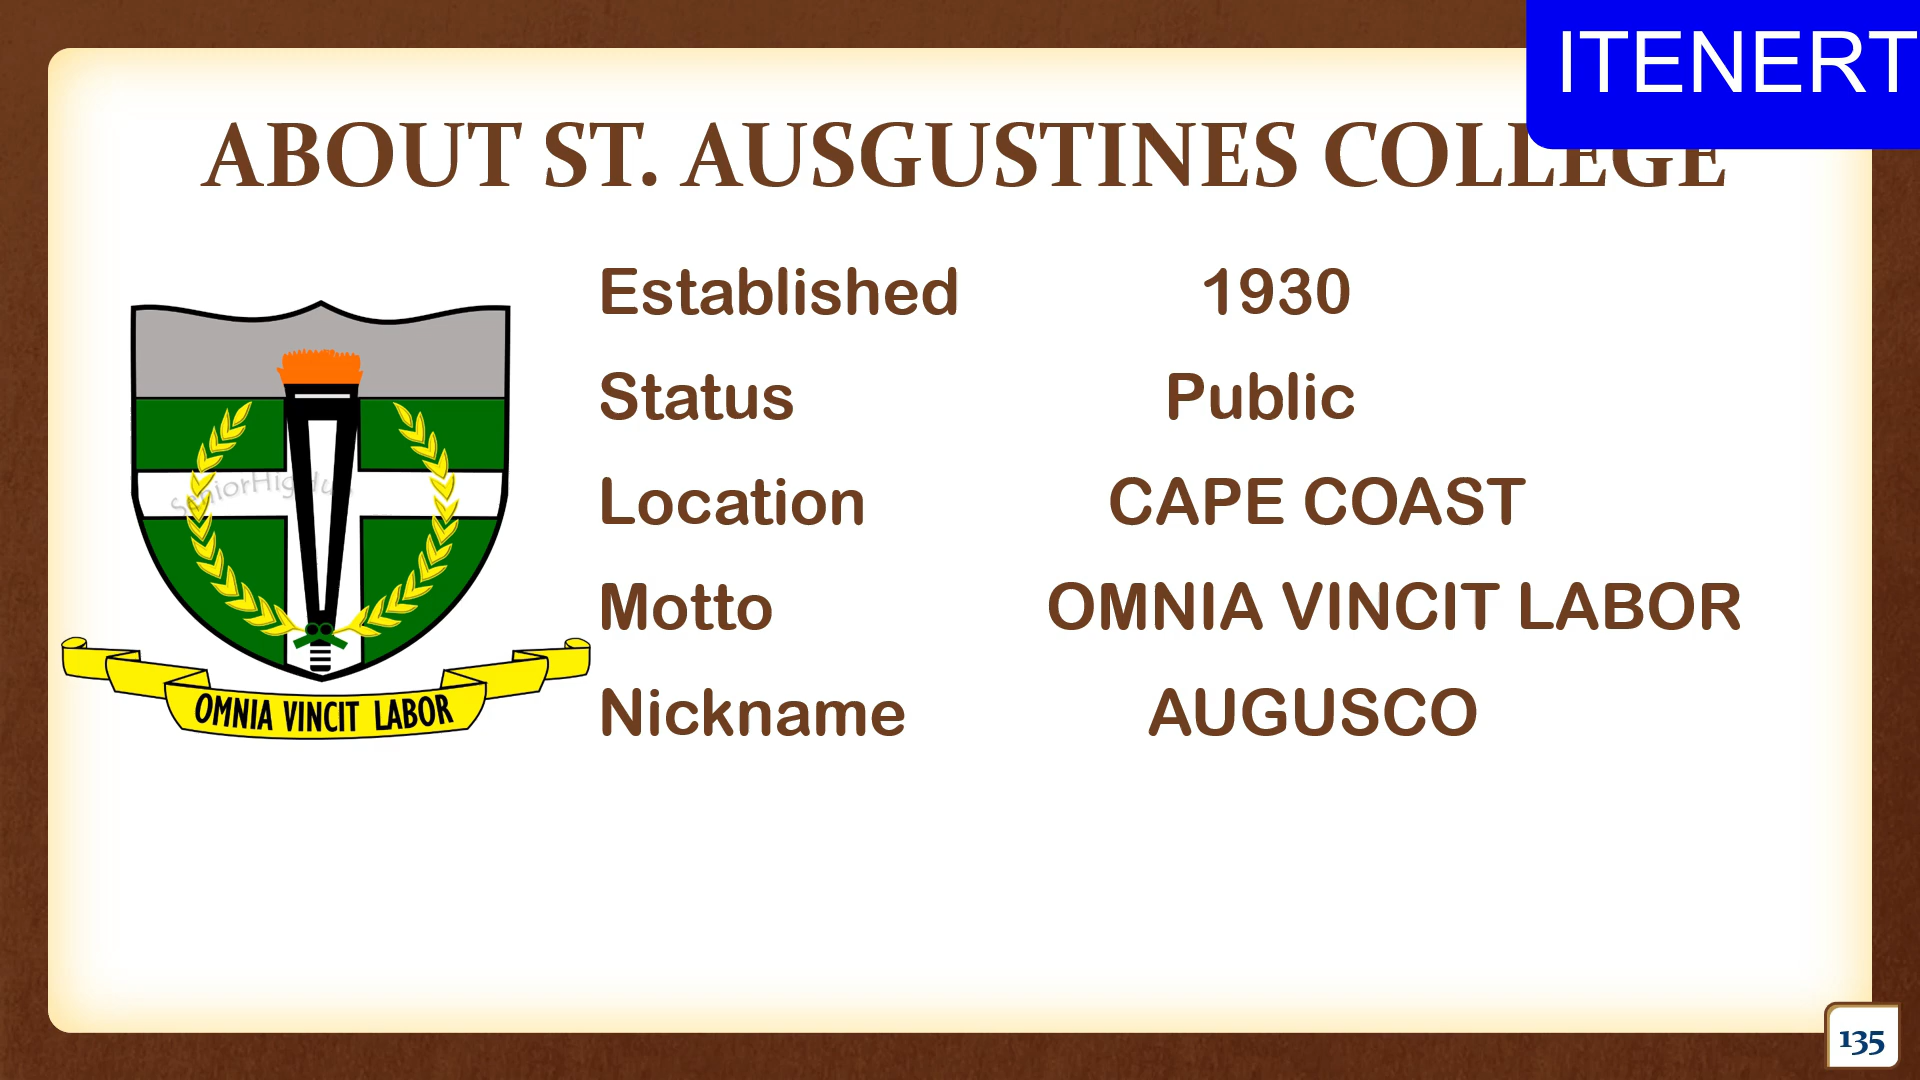 ITENERT
ABOUT ST. AUSGUSTINES COLLEGE
Established 1930
Status Public
Location CAPE COAST
Motto OMNIA VINCIT LABOR
Nickname AUGUSCO
OMNIA VINCIT LABOR
135